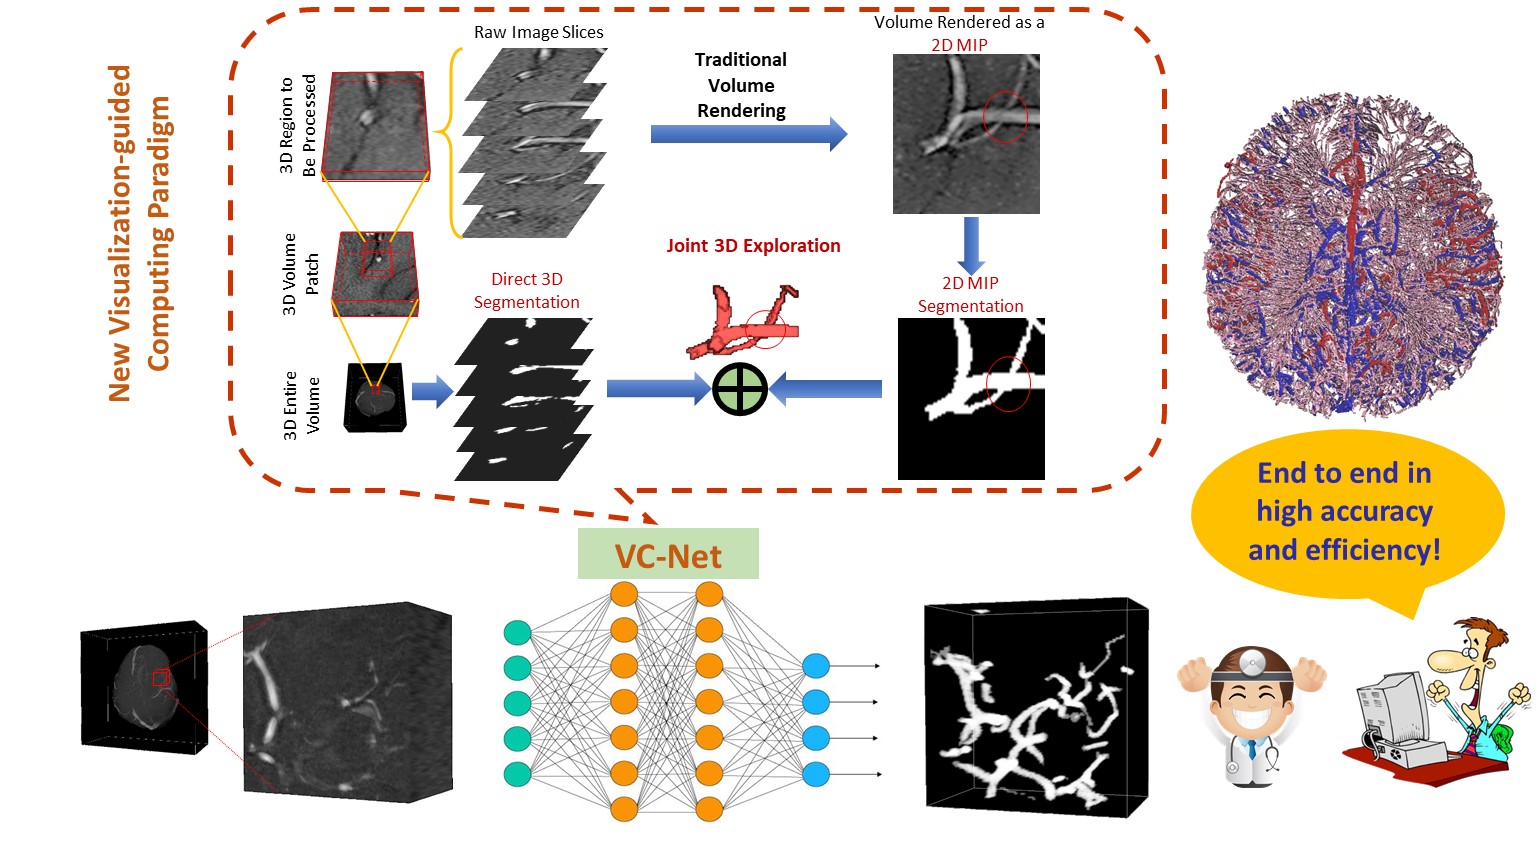 New Visualization-guided
Computing Paradigm
3D Region to
Be Processed
3D Volume
Patch
3D Entire
Volume
Raw Image Slices
Traditional
Volume
Rendering
Volume Rendered as a
2D MIP
Direct 3D
Segmentation
Joint 3D Exploration
2D MIP
Segmentation
VC-Net
End to end in
high accuracy
and efficiency!